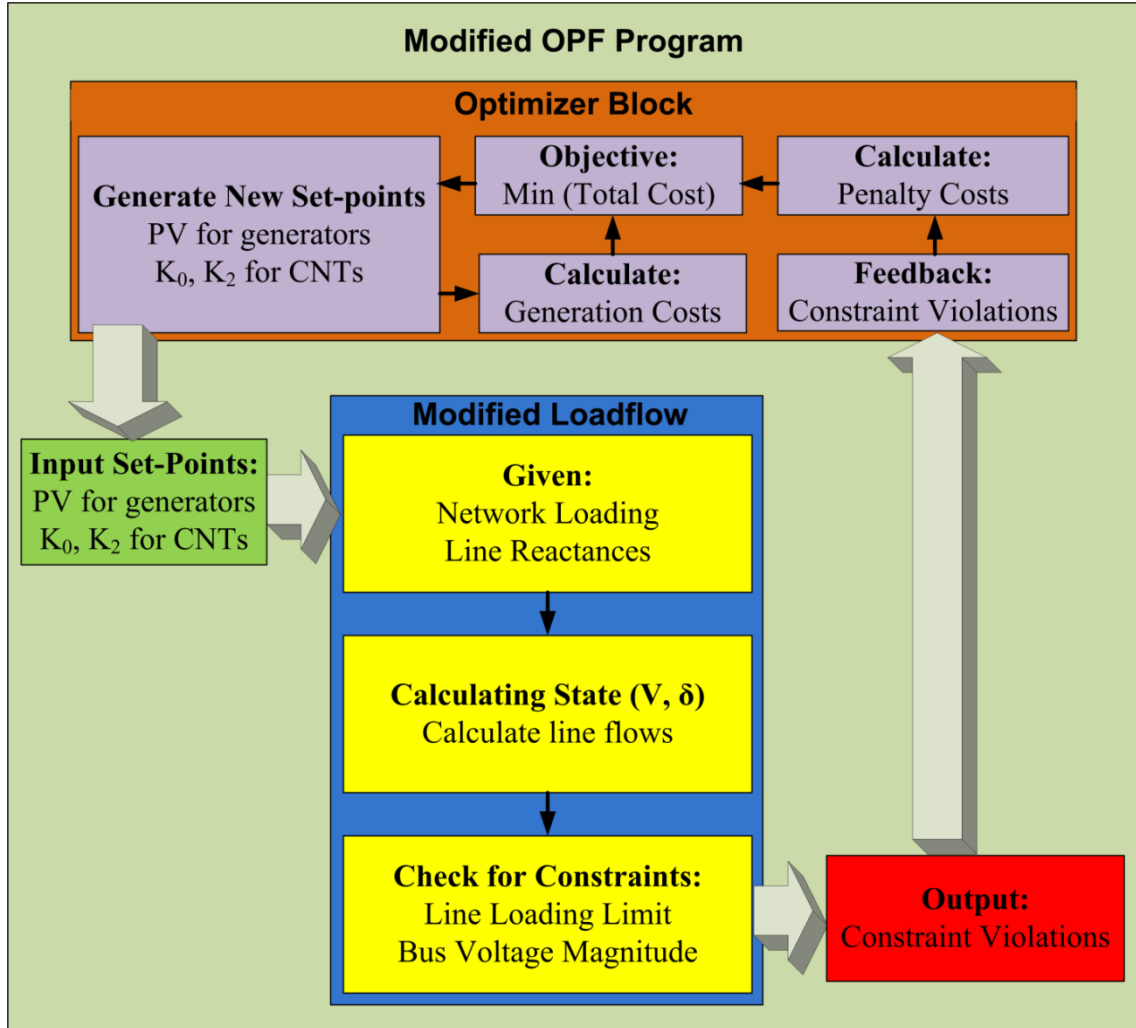 Modified OPF Program
Optimizer Block
Generate New Set-points
PV for generators
K₀, K₂ for CNTs
Objective:
Min (Total Cost)
Calculate:
Penalty Costs
Calculate:
Generation Costs
Feedback:
Constraint Violations
Input Set-Points:
PV for generators
K₀, K₂ for CNTs
Modified Loadflow
Given:
Network Loading
Line Reactances
Calculating State (V, δ)
Calculate line flows
Check for Constraints:
Line Loading Limit
Bus Voltage Magnitude
Output:
Constraint Violations